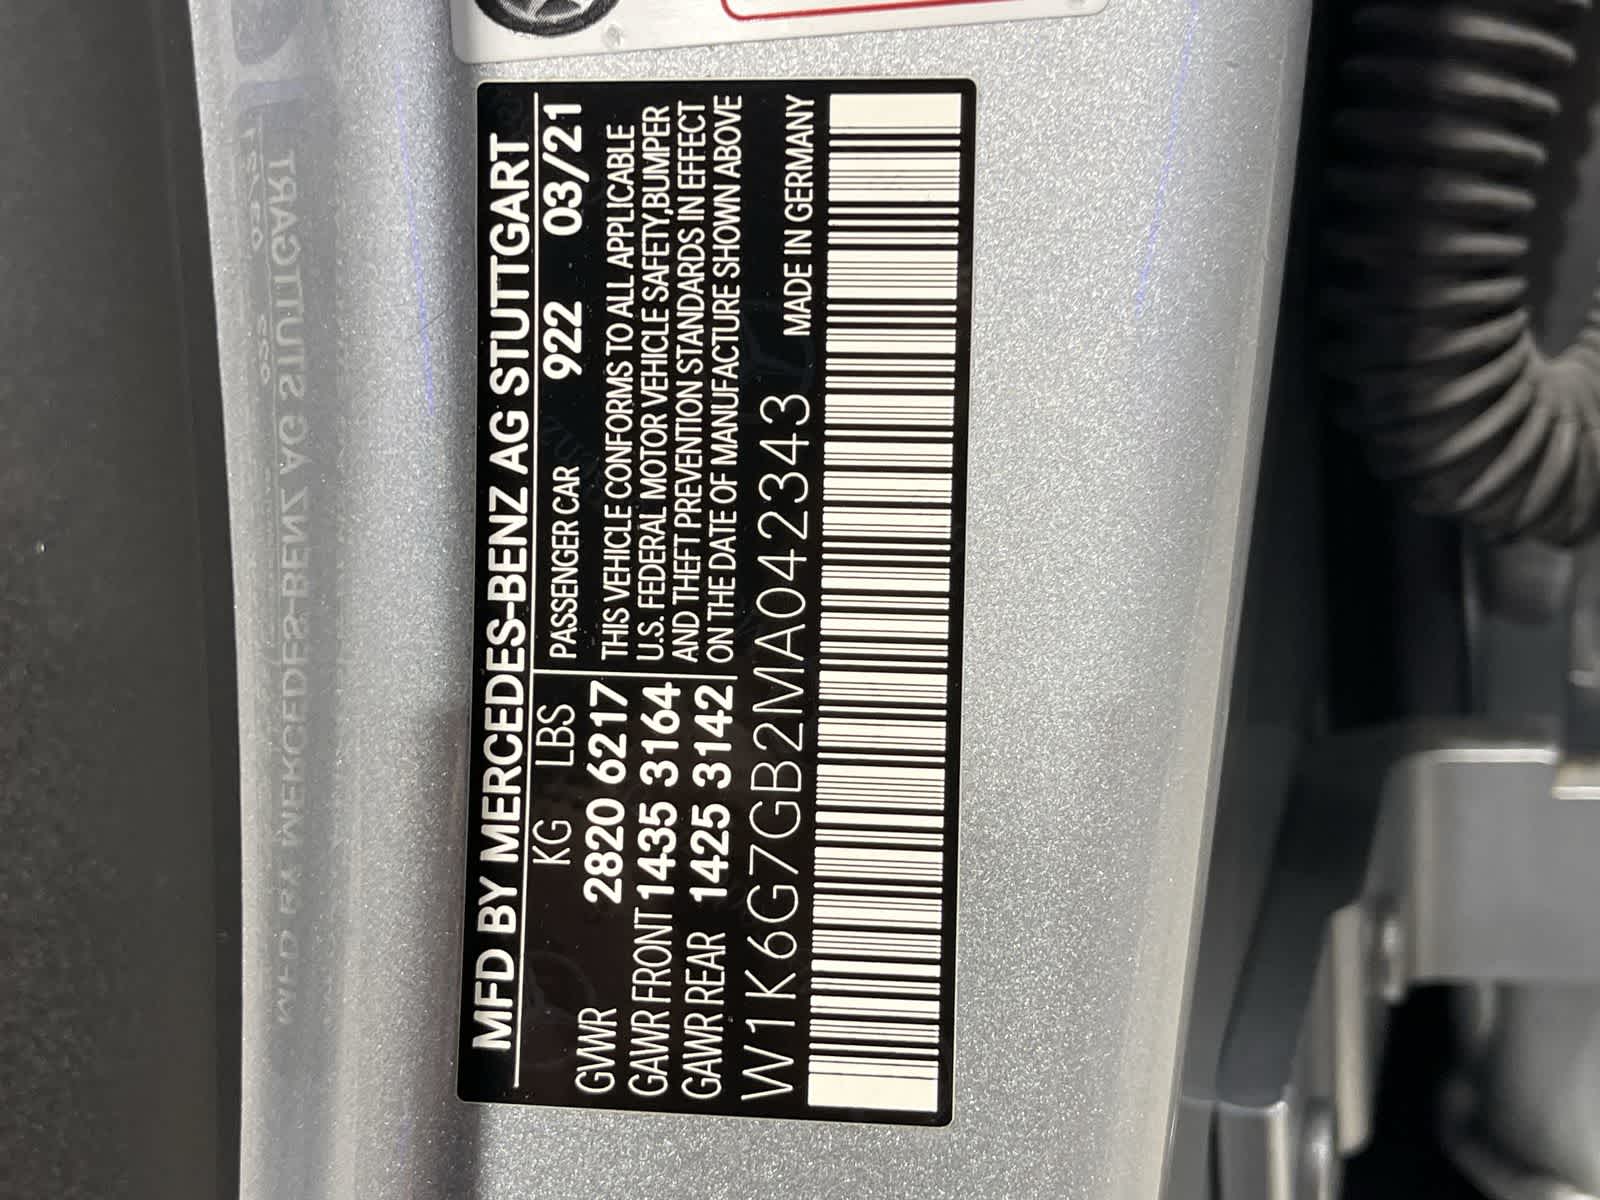 MFD BY MERCEDES-BENZ AG STUTTGART
KG LBS PASSENGER CAR 922 03/21
GVWR 2820 6217 THIS VEHICLE CONFORMS TO ALL APPLICABLE
GAWR FRONT 1435 3164 U.S. FEDERAL MOTOR VEHICLE SAFETY,BUMPER
AND THEFT PREVENTION STANDARDS IN EFFECT
GAWR REAR 1425 3142 ON THE DATE OF MANUFACTURE SHOWN ABOVE
W1K6G7GB2MA042343 MADE IN GERMANY